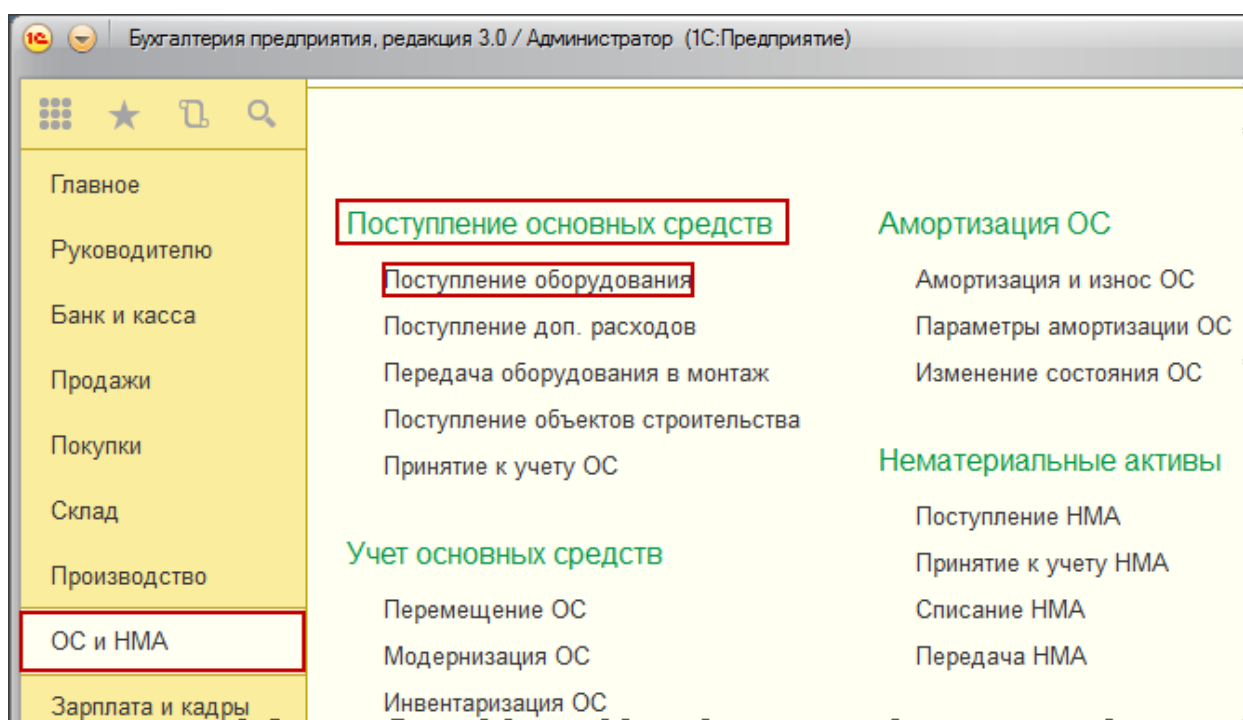 1С Бухгалтерия предприятия, редакция 3.0 / Администратор (1С:Предприятие)
Главное
Руководителю
Банк и касса
Продажи
Покупки
Склад
Производство
ОС и НМА
Зарплата и кадры
Поступление основных средств
Поступление оборудования
Поступление доп. расходов
Передача оборудования в монтаж
Поступление объектов строительства
Принятие к учету ОС
Учет основных средств
Перемещение ОС
Модернизация ОС
Инвентаризация ОС
Амортизация ОС
Амортизация и износ ОС
Параметры амортизации ОС
Изменение состояния ОС
Нематериальные активы
Поступление НМА
Принятие к учету НМА
Списание НМА
Передача НМА